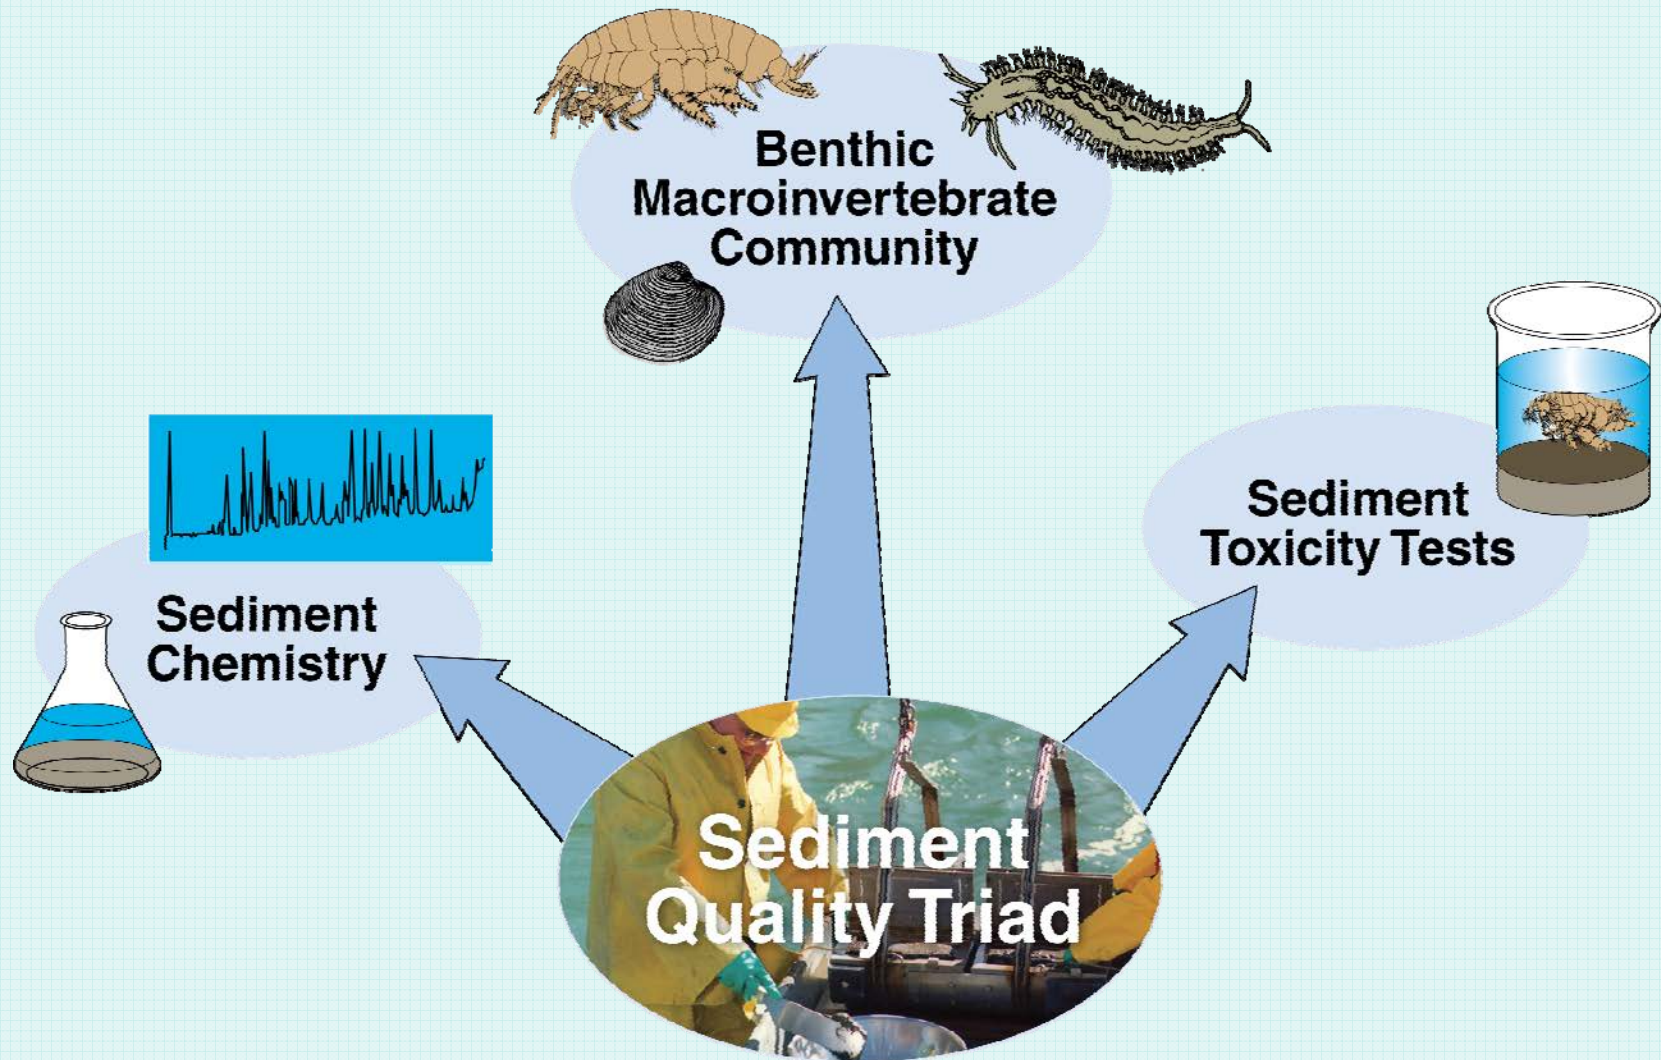 Benthic
Macroinvertebrate
Community
Sediment
Toxicity Tests
Sediment
Chemistry
Sediment
Quality Triad